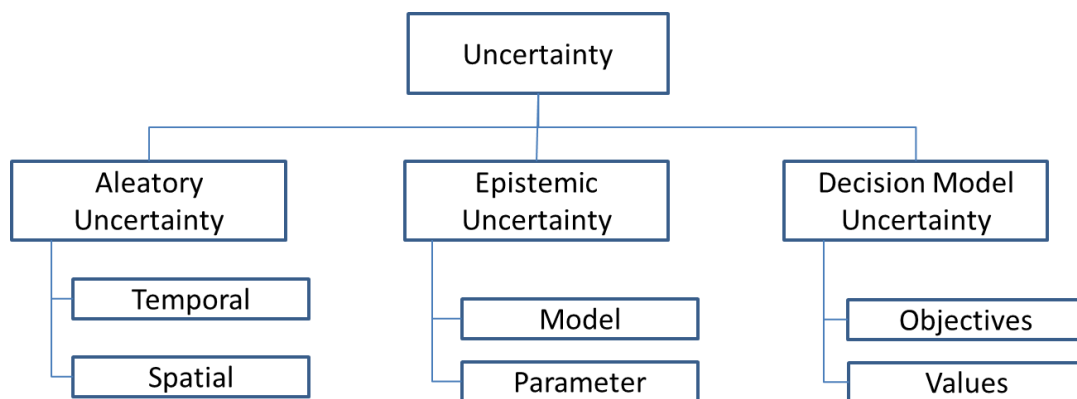 Uncertainty
Aleatory
Uncertainty
Epistemic
Uncertainty
Decision Model
Uncertainty
Temporal
Spatial
Model
Parameter
Objectives
Values